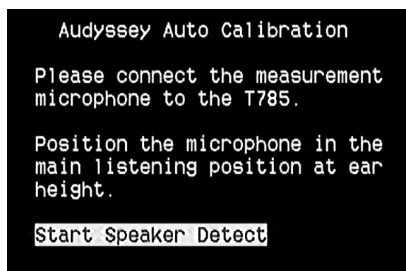 Audyssey Auto Calibration
Please connect the measurement
microphone to the T785.
Position the microphone in the
main listening position at ear
height.
Start Speaker Detect